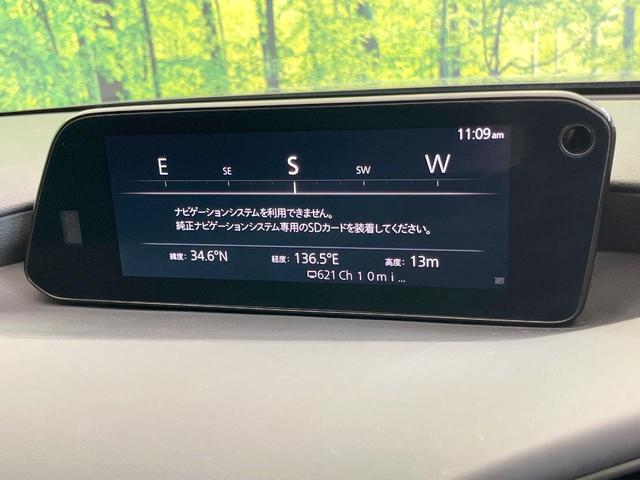 11:09 am
E SE S SW W
ナビゲーションシステムを利用できません。
純正ナビゲーションシステム専用のSDカードを装着してください。
緯度: 34.6°N 経度: 136.5°E 高度: 13m
621 Ch 1 0 m i ...